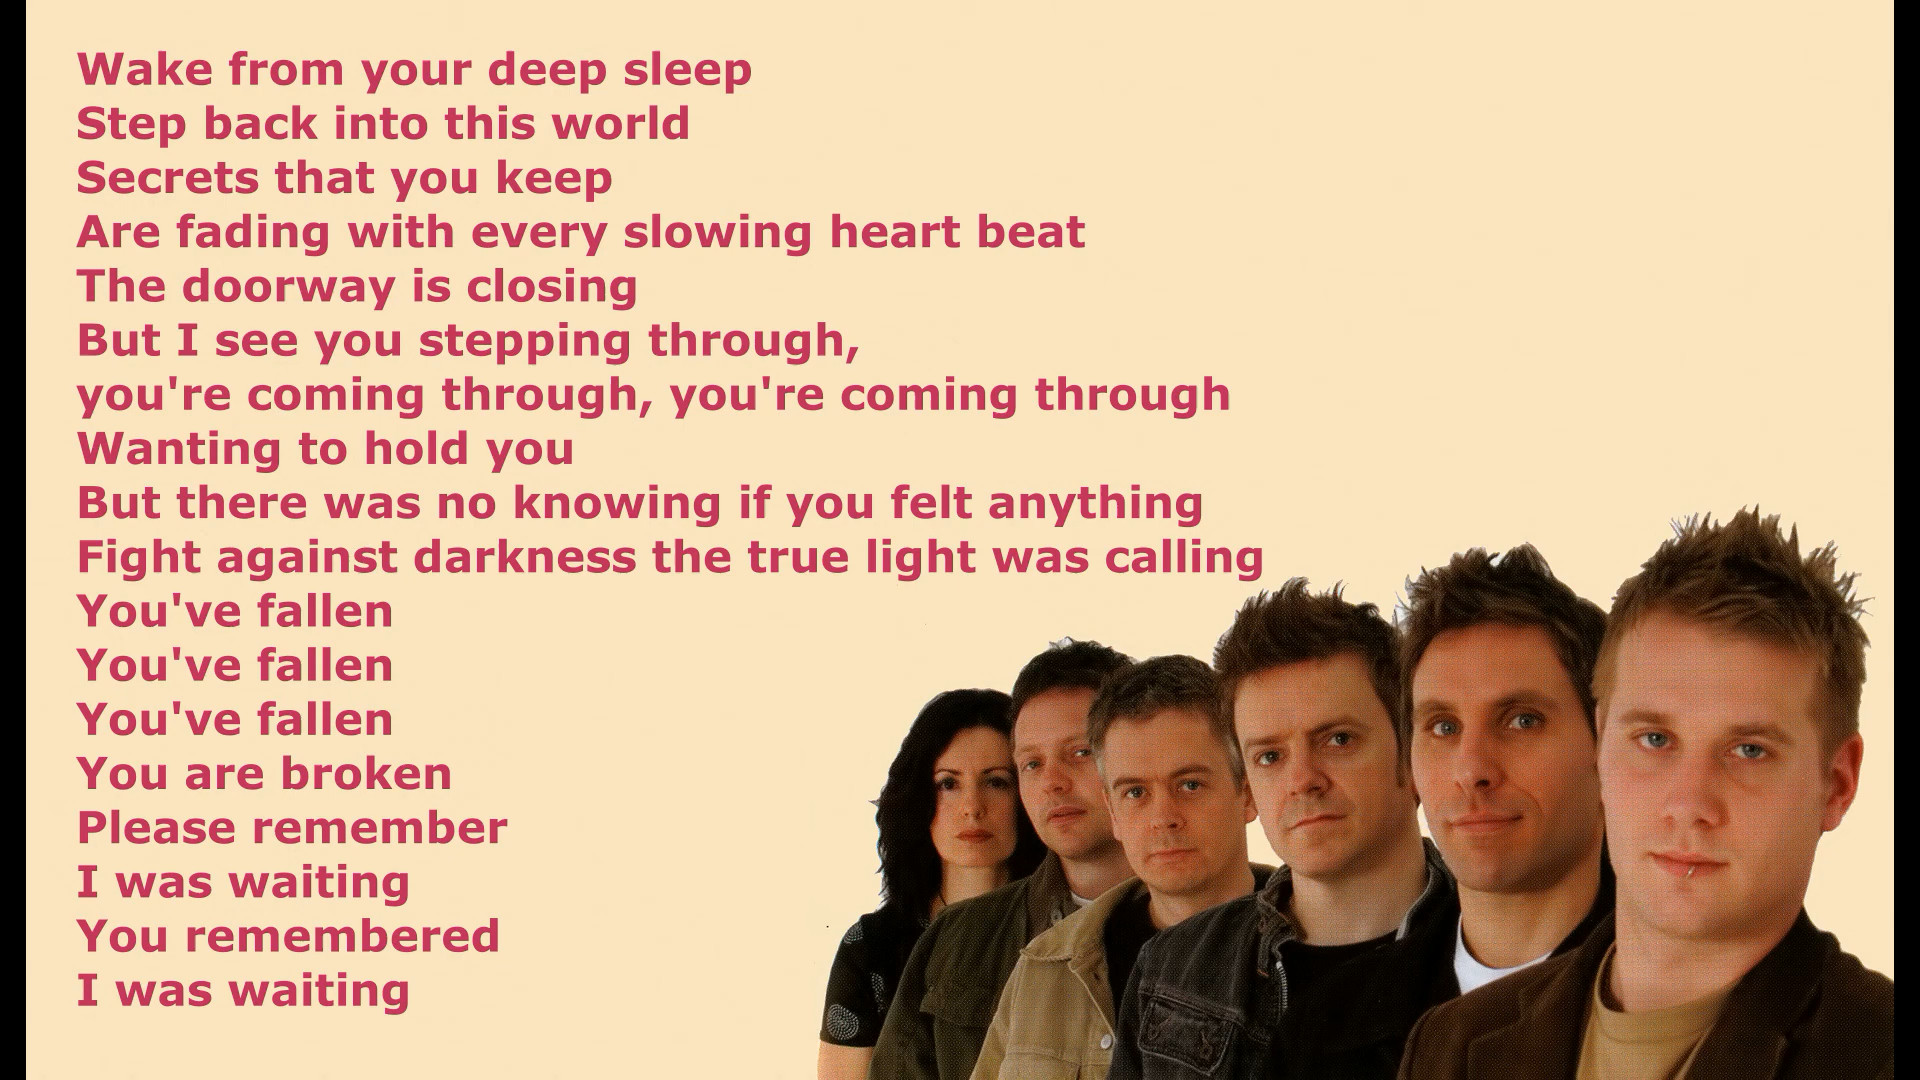 Wake from your deep sleep
Step back into this world
Secrets that you keep
Are fading with every slowing heart beat
The doorway is closing
But I see you stepping through,
you're coming through, you're coming through
Wanting to hold you
But there was no knowing if you felt anything
Fight against darkness the true light was calling
You've fallen
You've fallen
You've fallen
You are broken
Please remember
I was waiting
You remembered
I was waiting